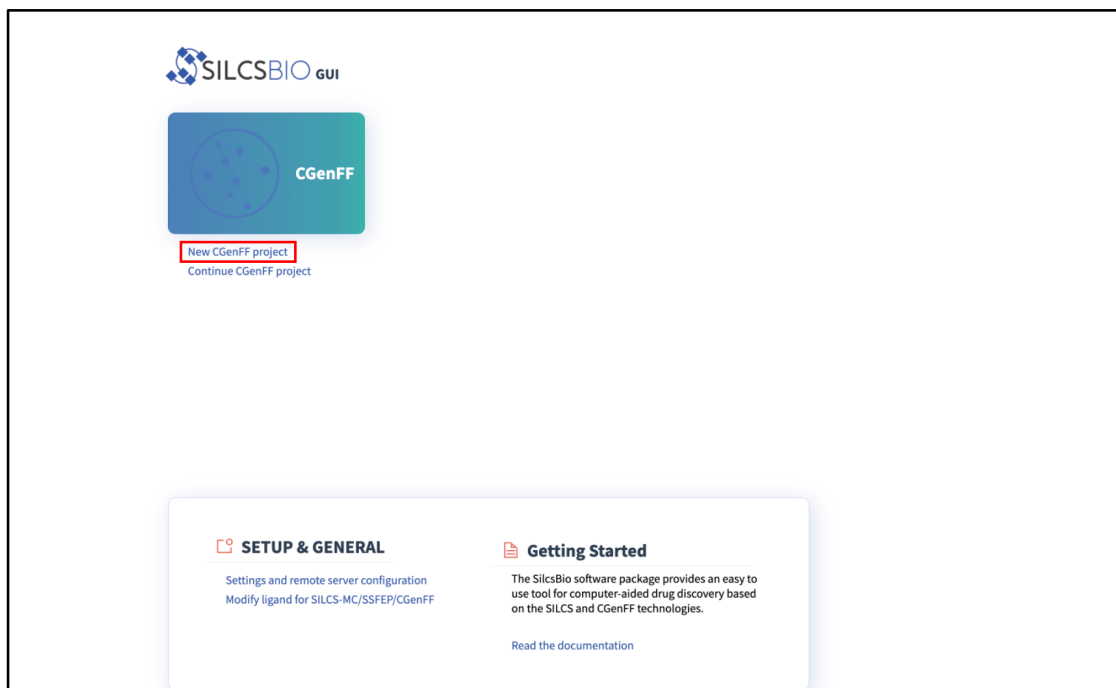 SILCSBIO GUI
CGenFF
New CGenFF project
Continue CGenFF project
SETUP & GENERAL
Settings and remote server configuration
Modify ligand for SILCS-MC/SSFEP/CGenFF
Getting Started
The SilcsBio software package provides an easy to
use tool for computer-aided drug discovery based
on the SILCS and CGenFF technologies.
Read the documentation